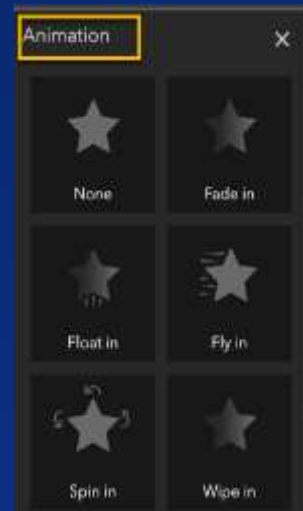 Animation
None
Fade in
Float in
Fly in
Spin in
Wipe in